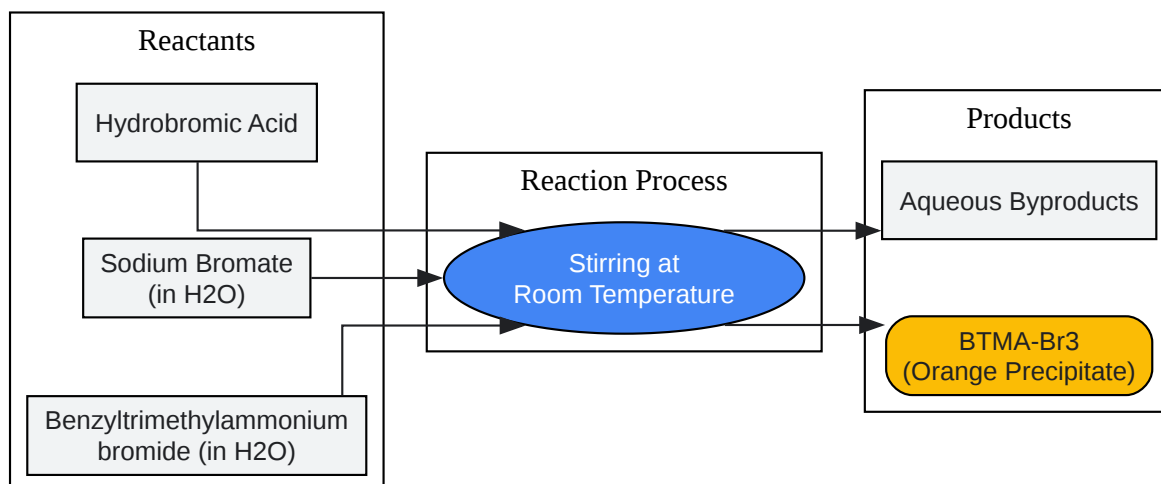 Reactants
Hydrobromic Acid
Sodium Bromate
(in H2O)
Benzyltrimethylammonium
bromide (in H2O)
Reaction Process
Stirring at
Room Temperature
Products
Aqueous Byproducts
BTMA-Br3
(Orange Precipitate)